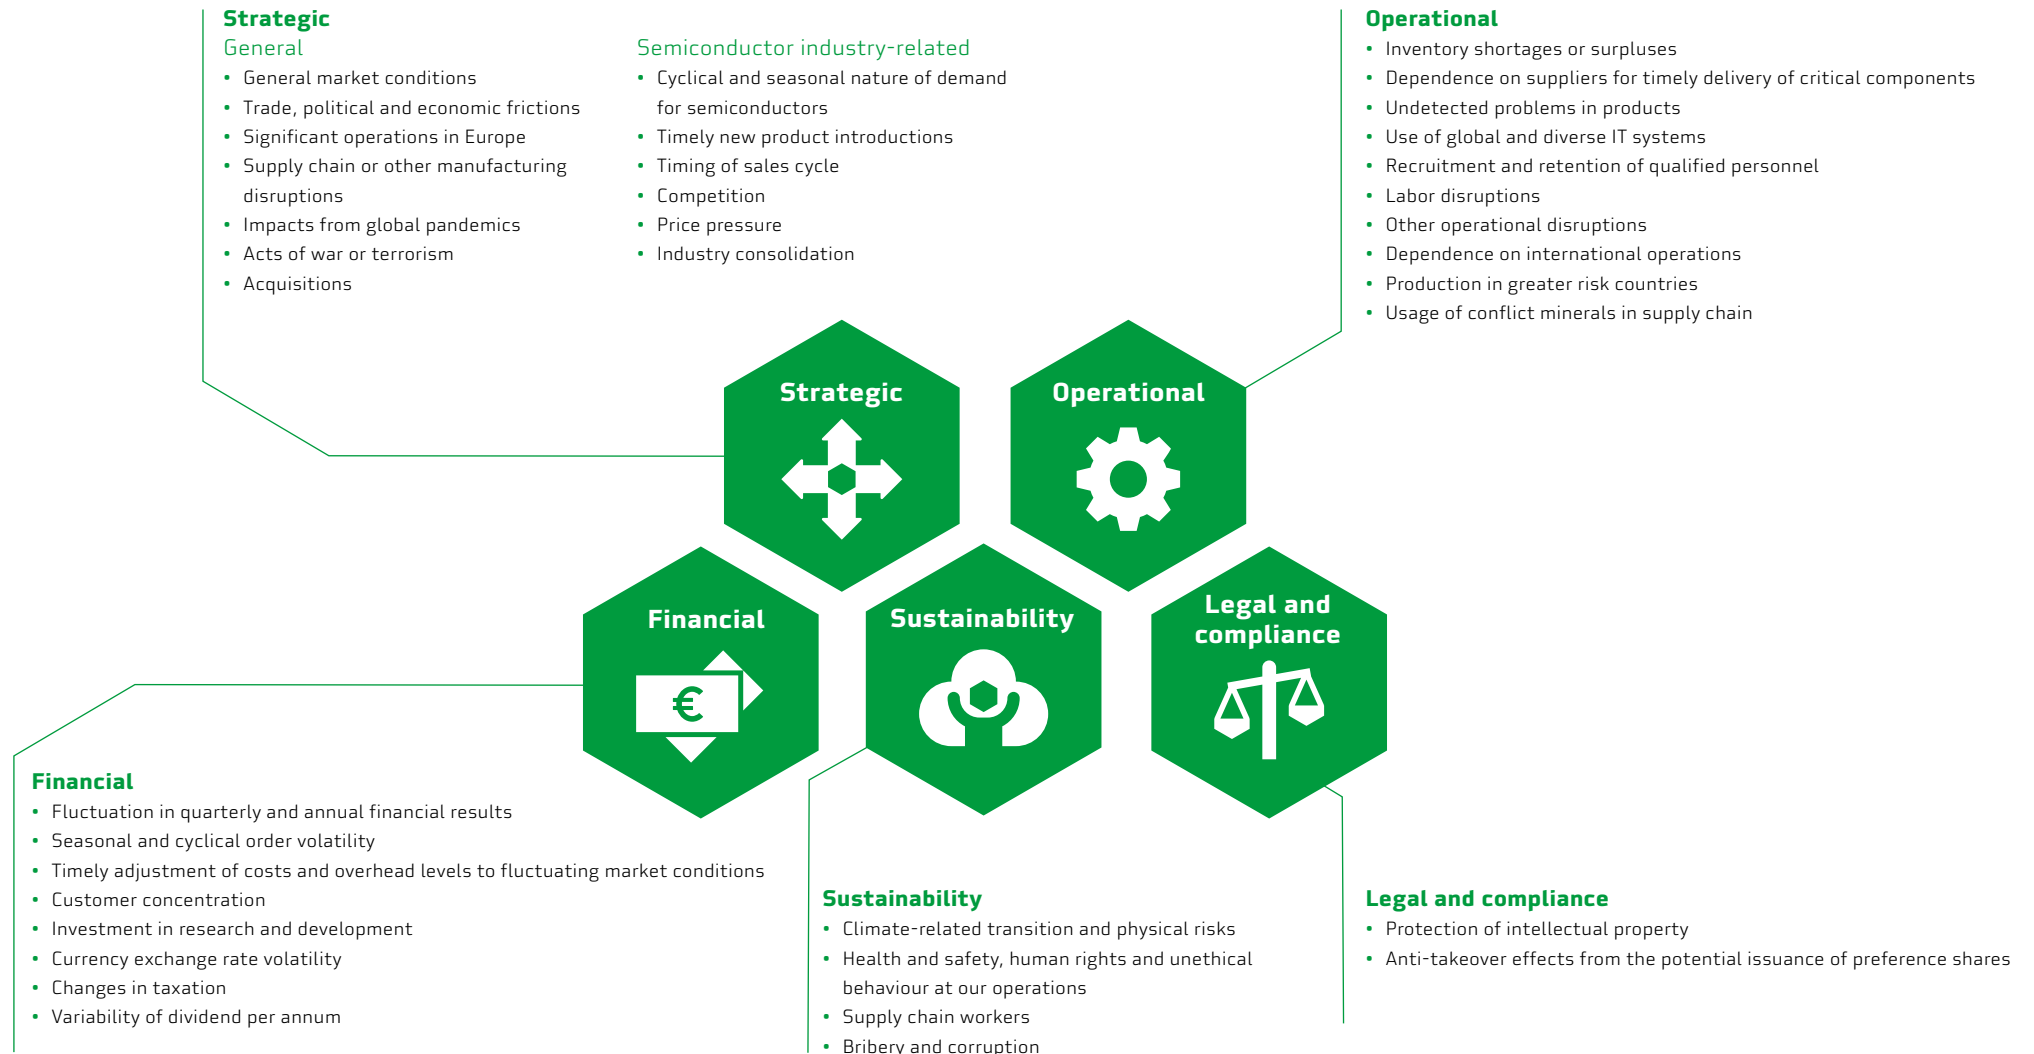 Strategic
General
• General market conditions
• Trade, political and economic frictions
• Significant operations in Europe
• Supply chain or other manufacturing
disruptions
• Impacts from global pandemics
• Acts of war or terrorism
• Acquisitions
Semiconductor industry-related
• Cyclical and seasonal nature of demand
for semiconductors
• Timely new product introductions
• Timing of sales cycle
• Competition
• Price pressure
• Industry consolidation
Operational
• Inventory shortages or surpluses
• Dependence on suppliers for timely delivery of critical components
• Undetected problems in products
• Use of global and diverse IT systems
• Recruitment and retention of qualified personnel
• Labor disruptions
• Other operational disruptions
• Dependence on international operations
• Production in greater risk countries
• Usage of conflict minerals in supply chain
Strategic
Operational
Financial
€
Sustainability
Legal and
compliance
Financial
• Fluctuation in quarterly and annual financial results
• Seasonal and cyclical order volatility
• Timely adjustment of costs and overhead levels to fluctuating market conditions
• Customer concentration
• Investment in research and development
• Currency exchange rate volatility
• Changes in taxation
• Variability of dividend per annum
Sustainability
• Climate-related transition and physical risks
• Health and safety, human rights and unethical
behaviour at our operations
• Supply chain workers
• Bribery and corruption
Legal and compliance
• Protection of intellectual property
• Anti-takeover effects from the potential issuance of preference shares